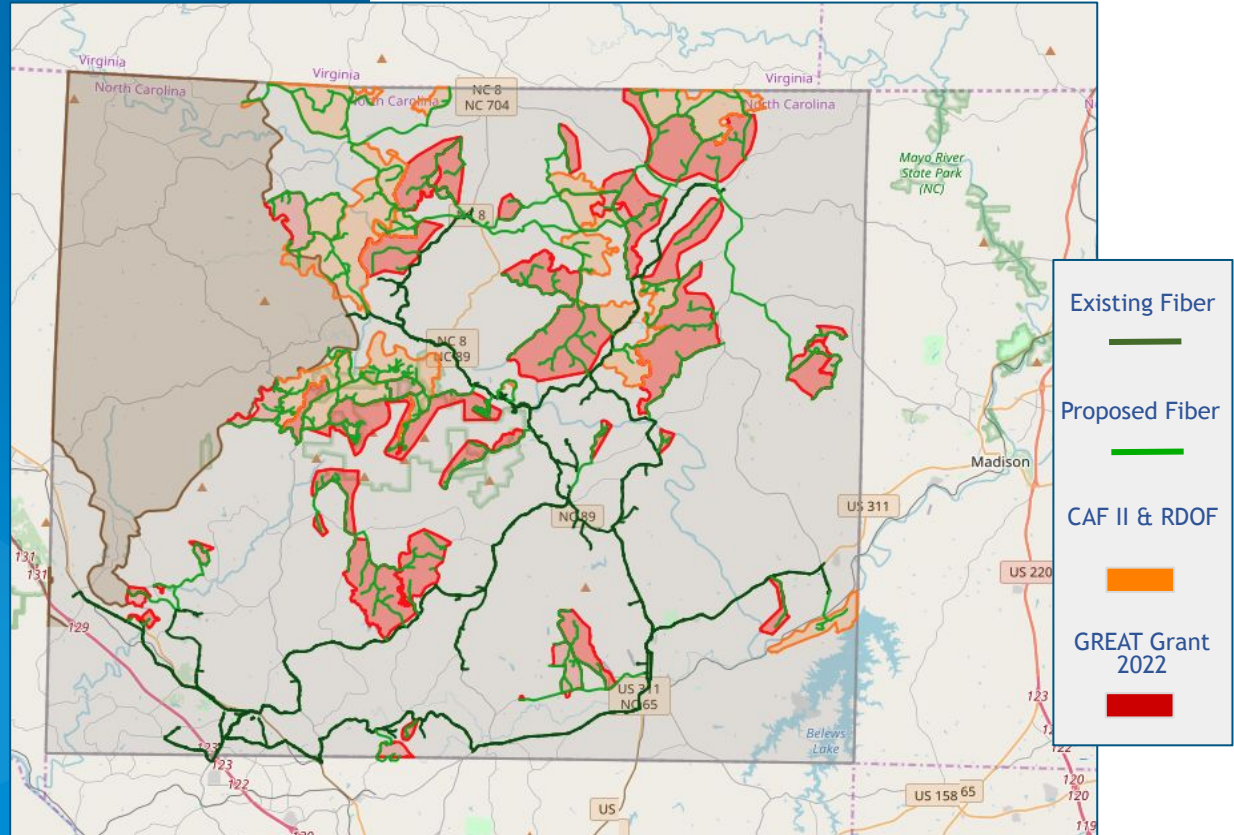 Virginia
North Carolina
Virginia
North Carolina
NC 8
NC 704
Virginia
North Carolina
Mayo River
State Park
(NC)
NC 8
NC 8
NC 89
Madison
NC 89
US 311
US 220
131
131
129
US 311
NC 65
Belews
Lake
123
123
122
123
122
120
120
119
US 158
65
US
Existing Fiber
Proposed Fiber
CAF II & RDOF
GREAT Grant
2022